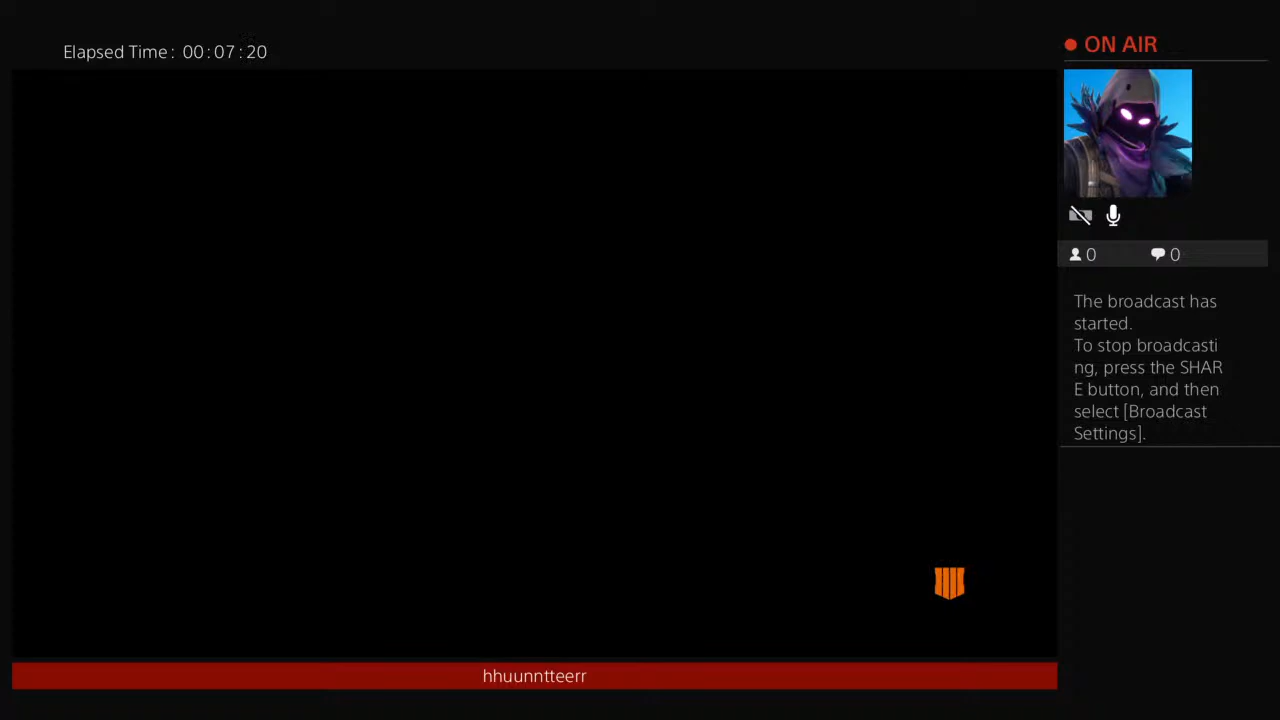 Elapsed Time: 00:07:20
ON AIR
0 0
The broadcast has
started.
To stop broadcasti
ng, press the SHAR
E button, and then
select [Broadcast
Settings].
hhuunntteerr